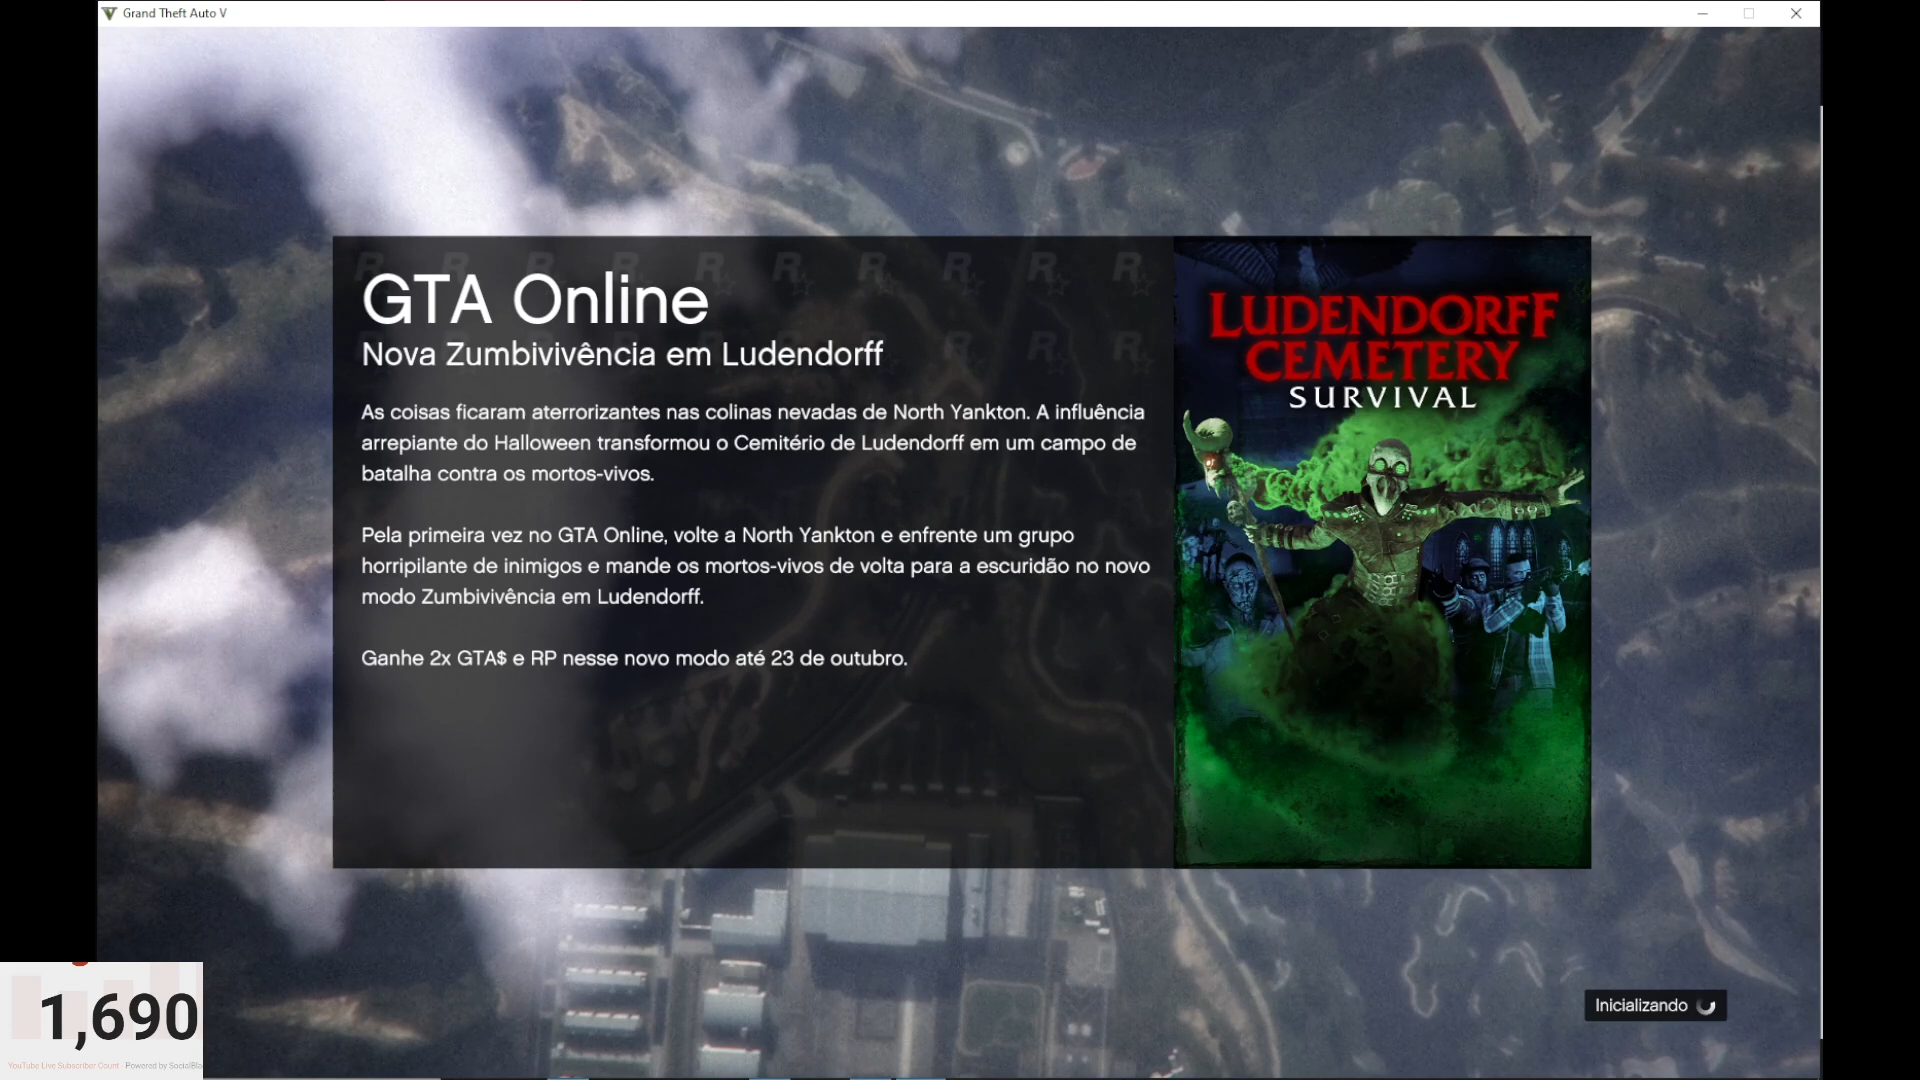 Grand Theft Auto V
GTA Online
Nova Zumbivivência em Ludendorff
As coisas ficaram aterrorizantes nas colinas nevadas de North Yankton. A influência
arrepiante do Halloween transformou o Cemitério de Ludendorff em um campo de
batalha contra os mortos-vivos.
Pela primeira vez no GTA Online, volte a North Yankton e enfrente um grupo
horripilante de inimigos e mande os mortos-vivos de volta para a escuridão no novo
modo Zumbivivência em Ludendorff.
Ganhe 2x GTA$ e RP nesse novo modo até 23 de outubro.
LUDENDORFF
CEMETERY
SURVIVAL
Inicializando
1,690
YouTube Live Subscriber Count - Powered by SocialBla